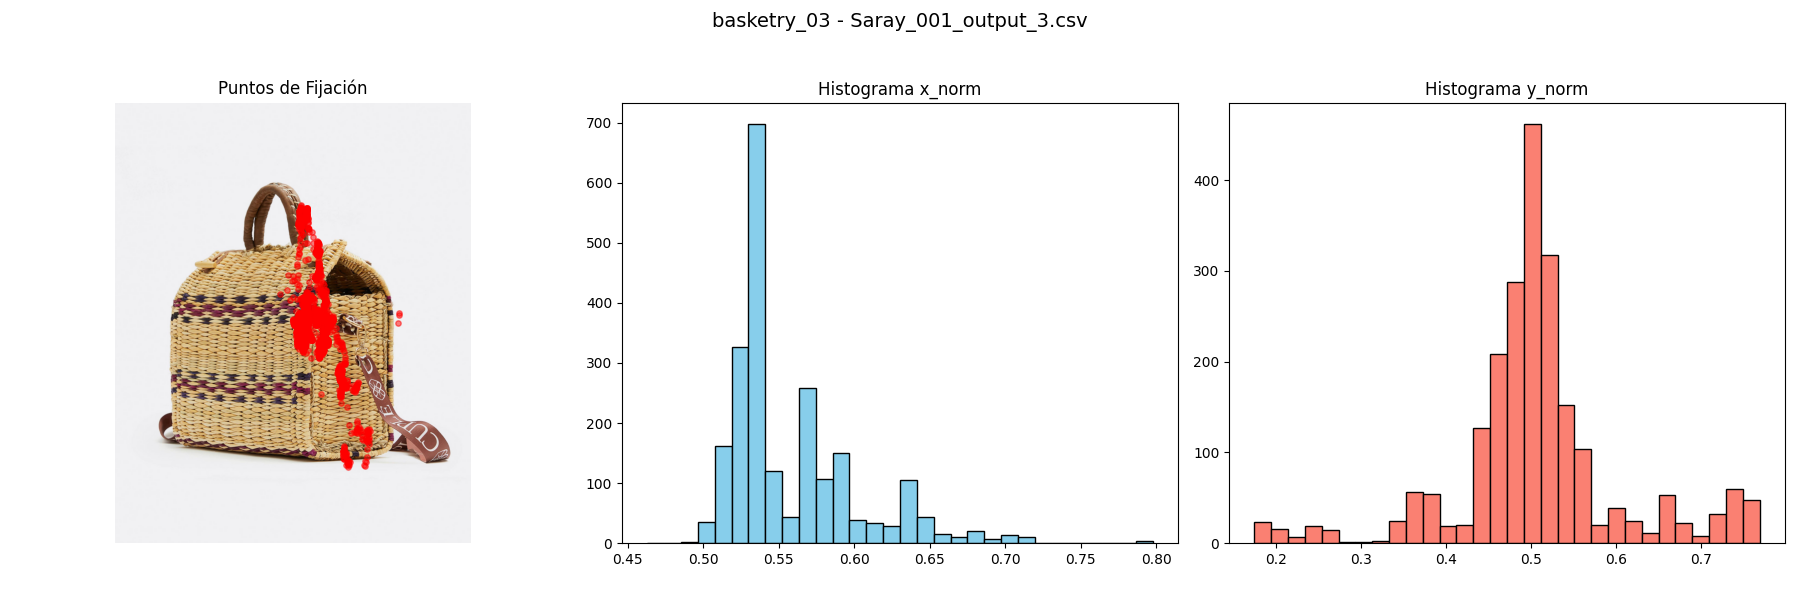 basketry_03 - Saray_001_output_3.csv
Puntos de Fijación
Histograma x_norm
Histograma y_norm
700
600
500
400
300
200
100
0
0.45 0.50 0.55 0.60 0.65 0.70 0.75 0.80
400
300
200
100
0
0.2 0.3 0.4 0.5 0.6 0.7